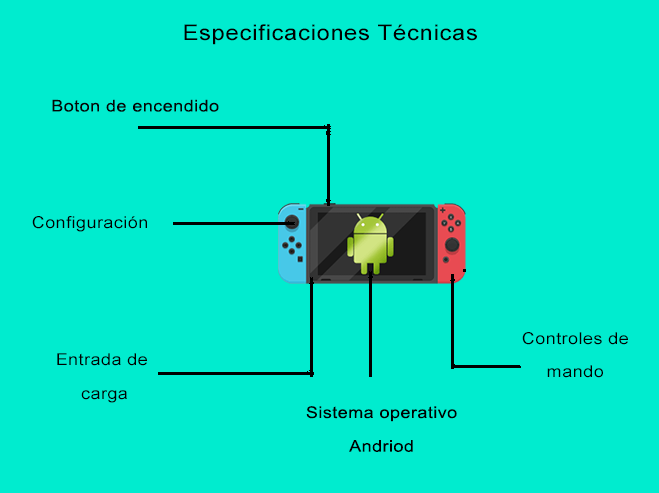 Especificaciones Técnicas
Boton de encendido
Configuración
Entrada de
carga
Controles de
mando
Sistema operativo
Andriod